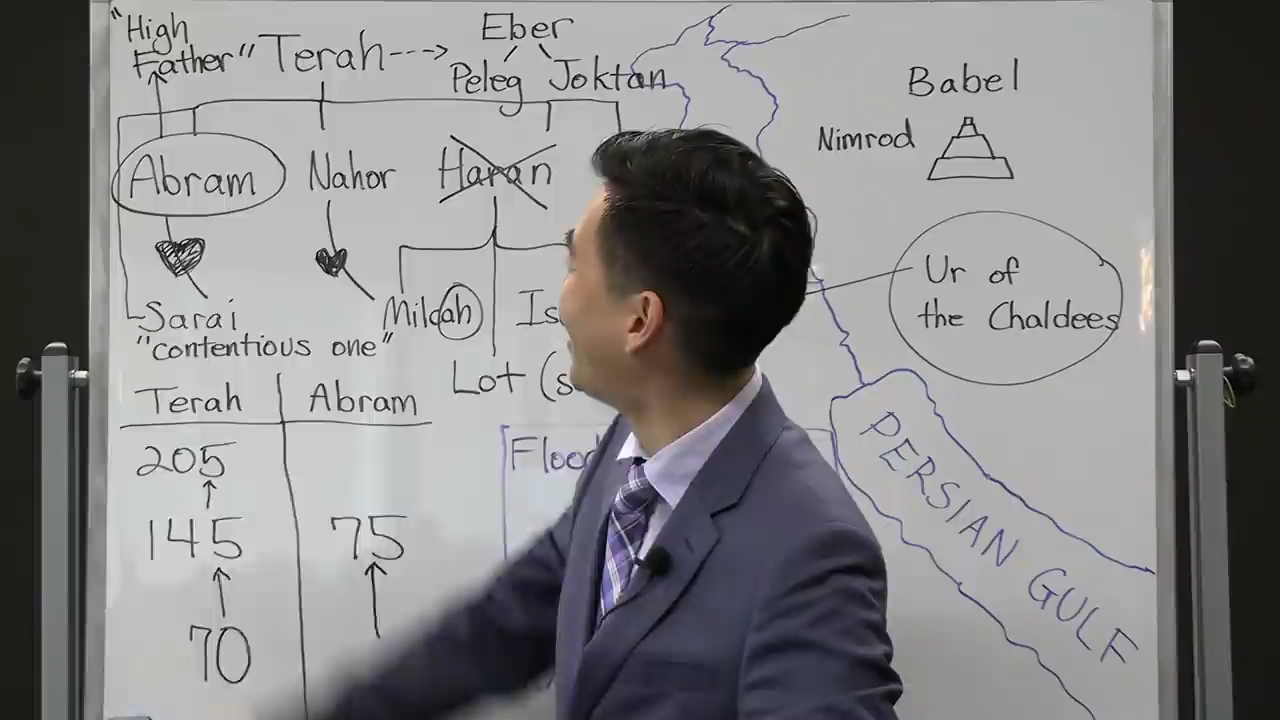 "High
Father"
Terah
Eber
Peleg Joktan
Abram
Nahor
Haran
Sarai
"contentious one"
Milcah
Lot
Terah
Abram
205
145
75
70
Babel
Nimrod
Ur of
the Chaldees
PERSIAN GULF